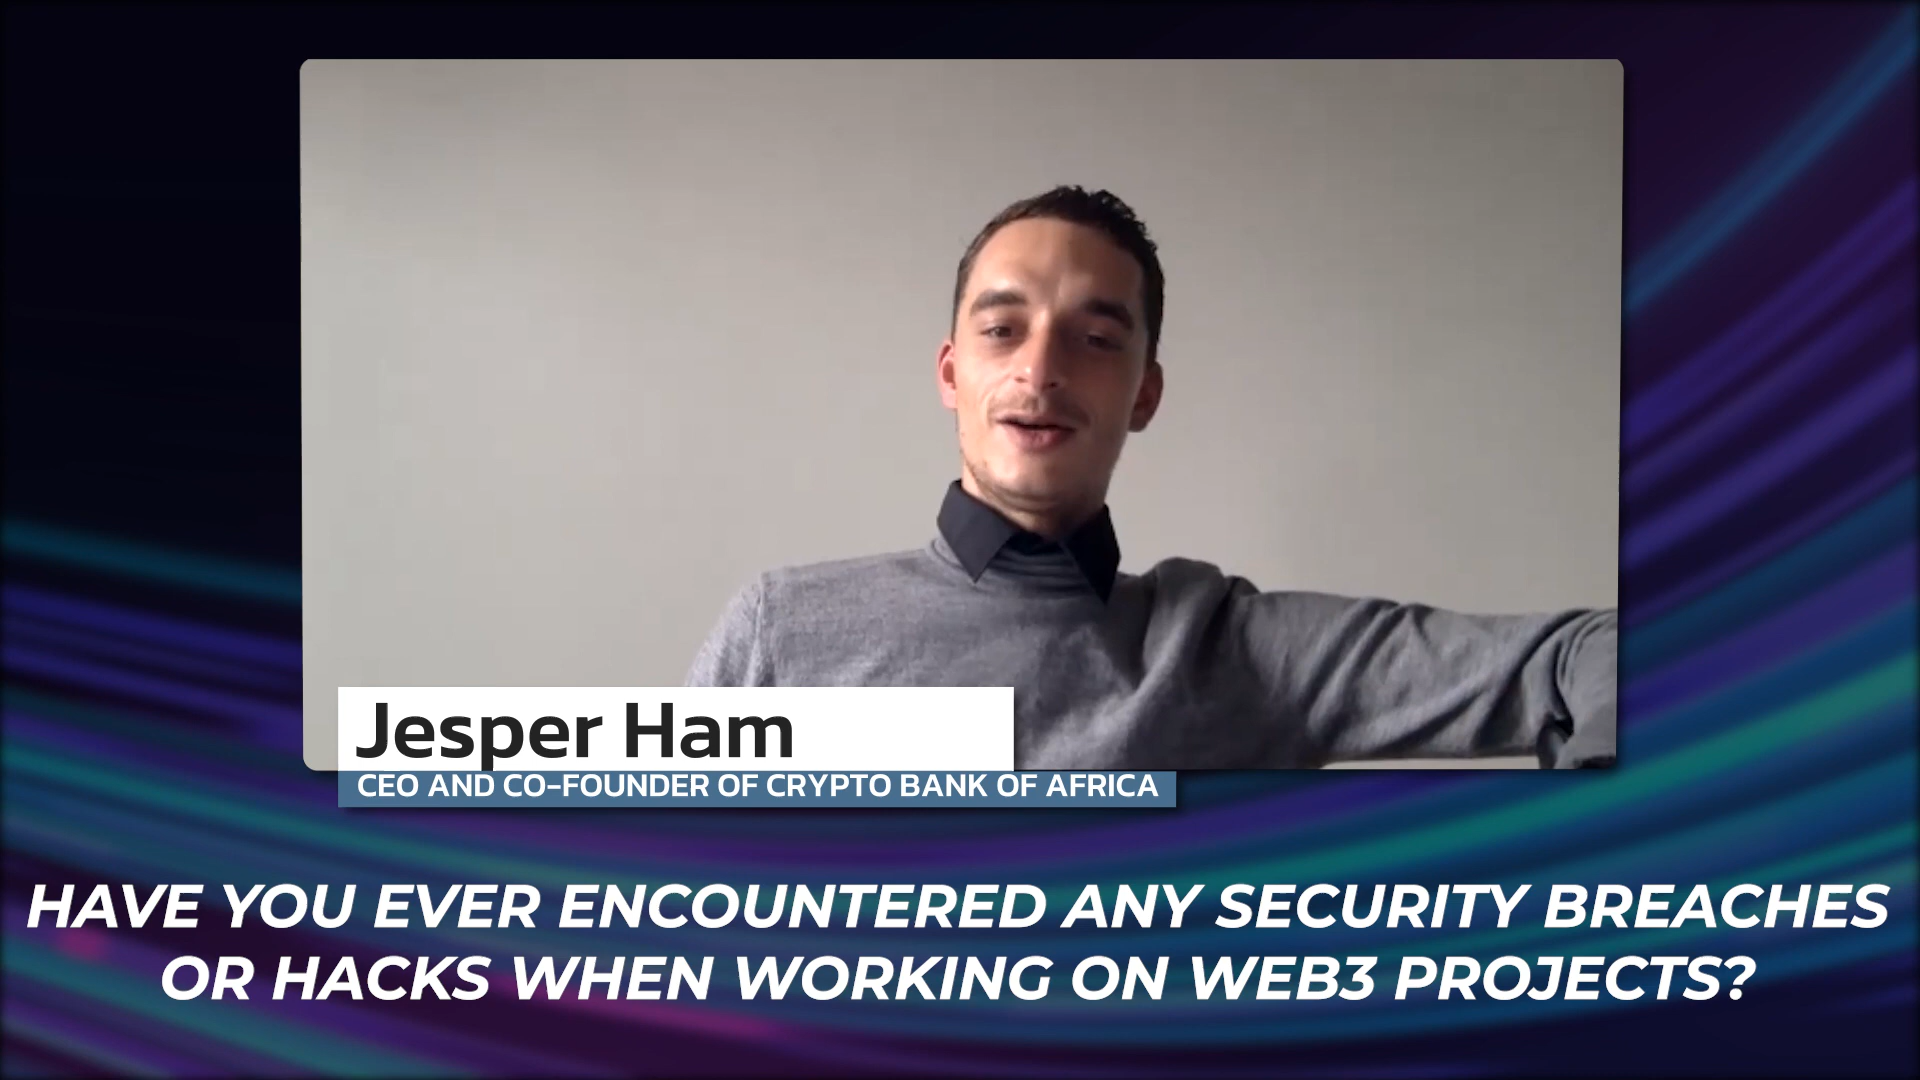 Jesper Ham
CEO AND CO-FOUNDER OF CRYPTO BANK OF AFRICA
HAVE YOU EVER ENCOUNTERED ANY SECURITY BREACHES
OR HACKS WHEN WORKING ON WEB3 PROJECTS?